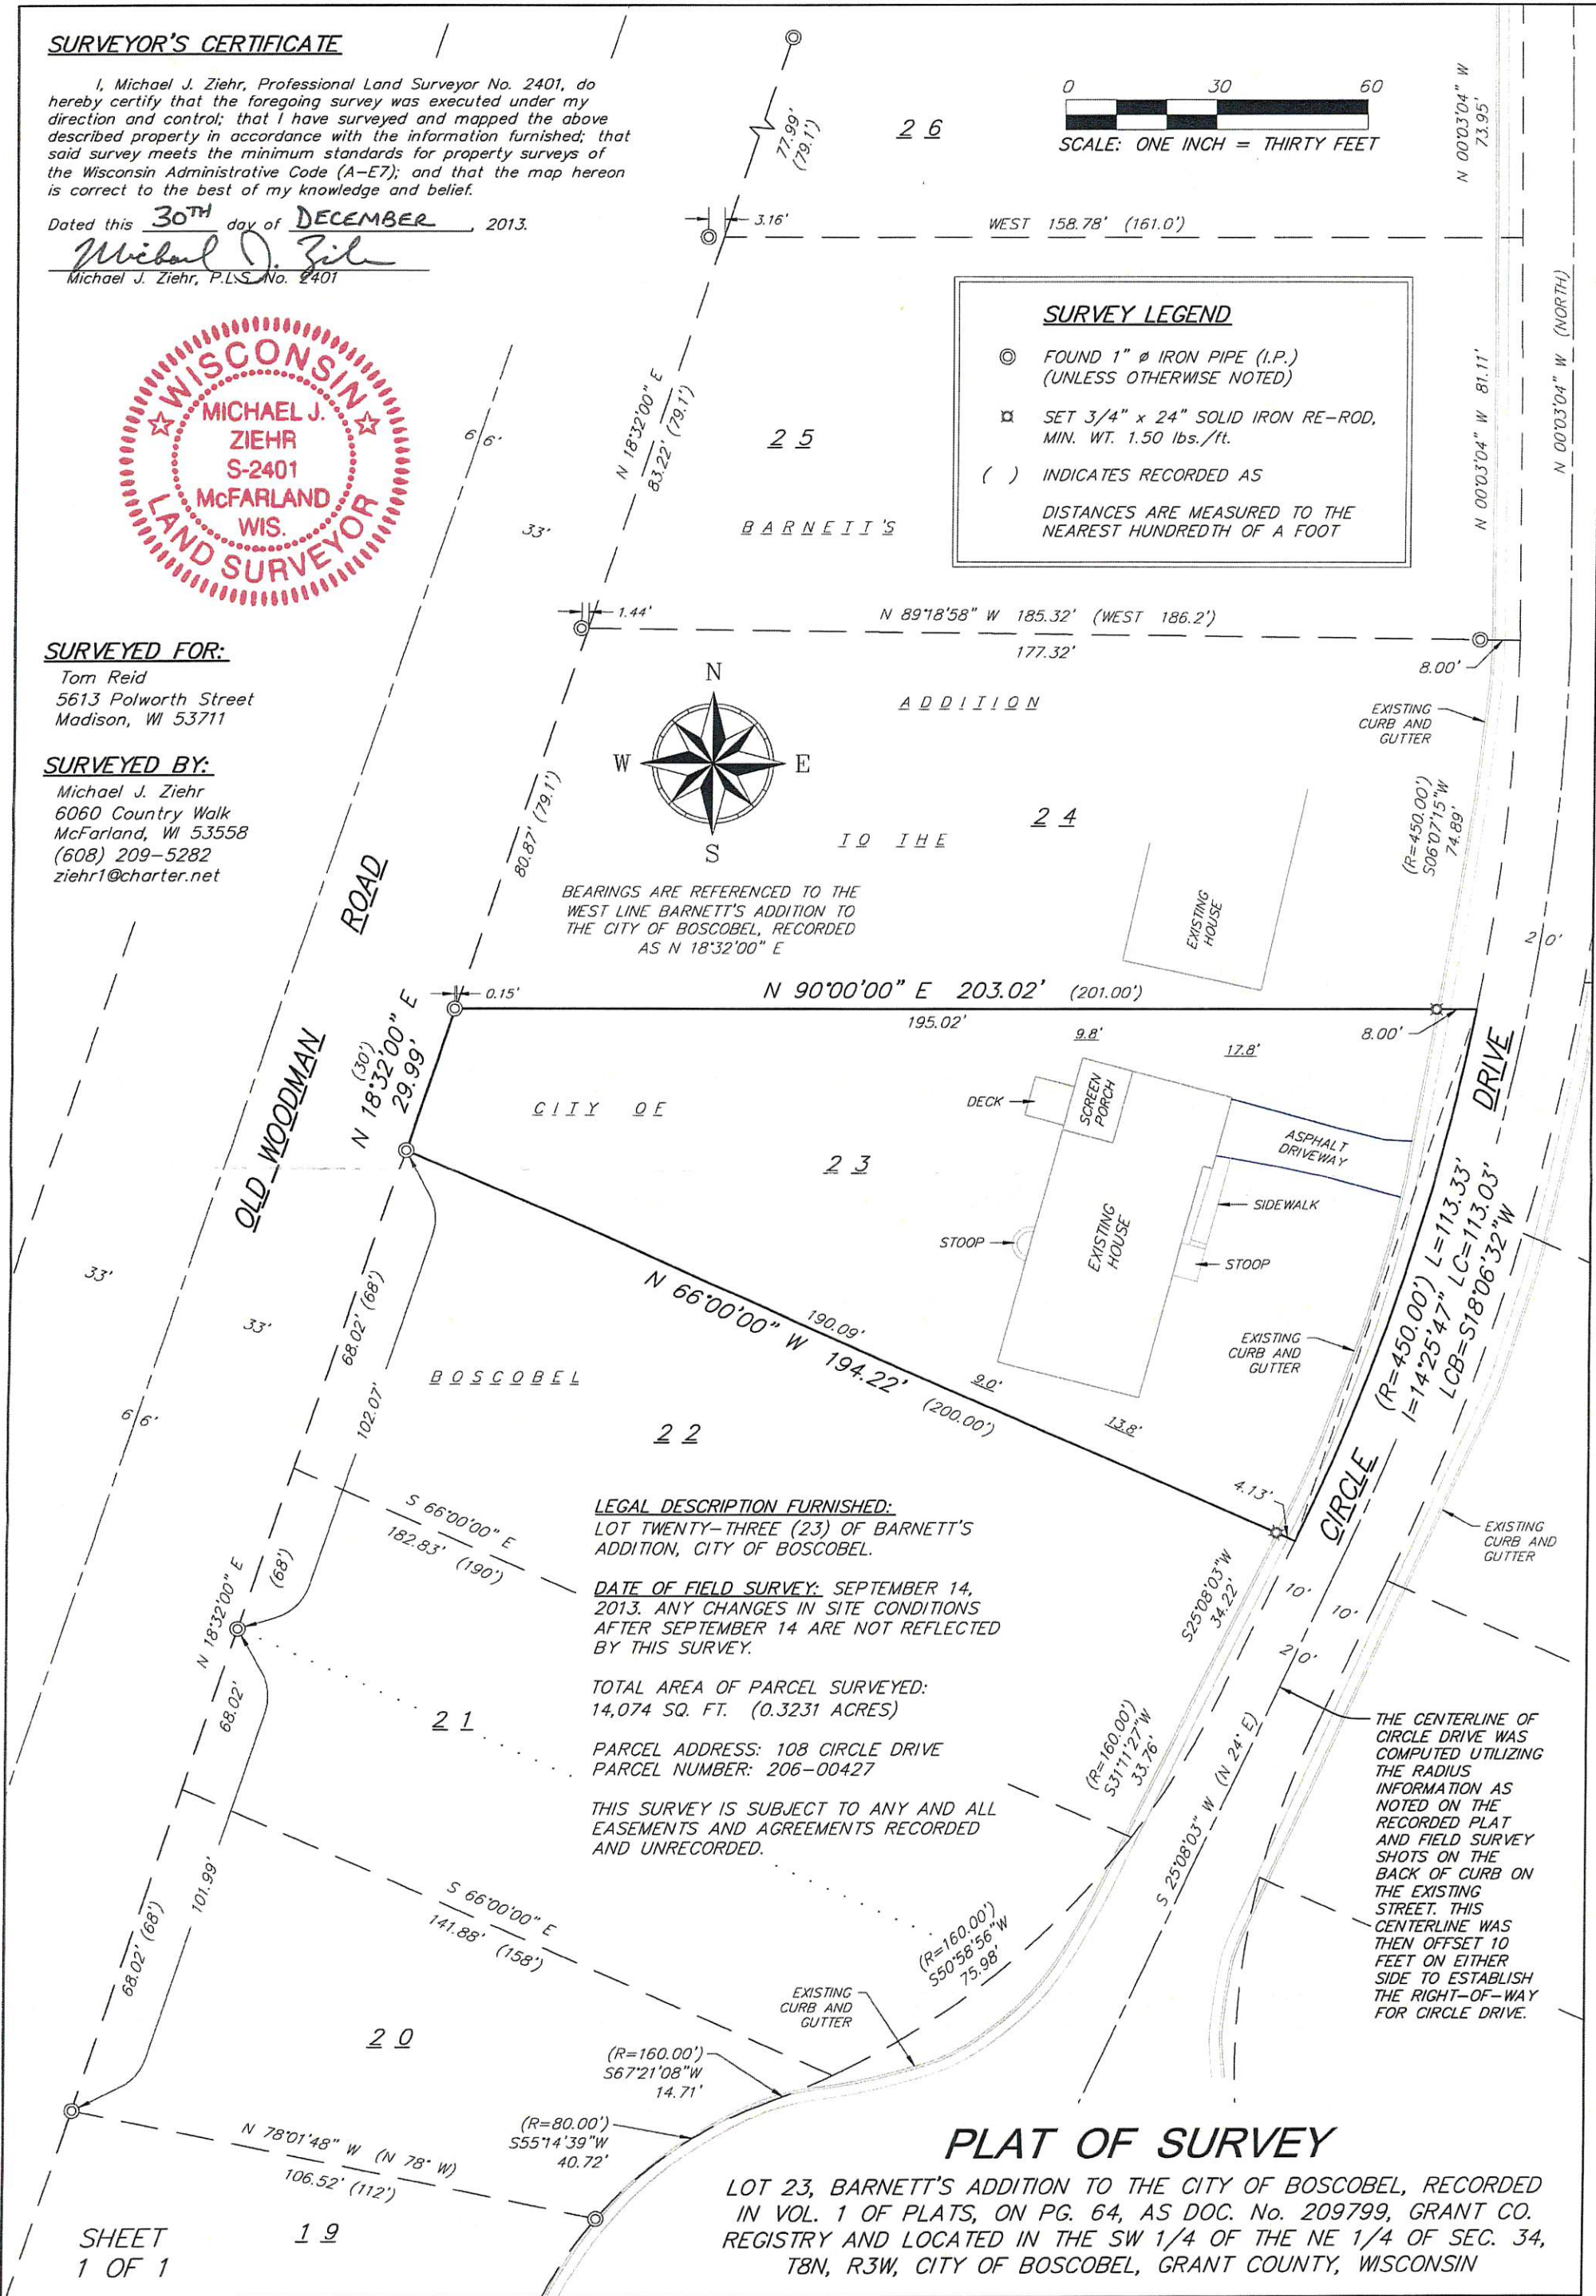 SURVEYOR'S CERTIFICATE
I, Michael J. Ziehr, Professional Land Surveyor No. 2401, do
hereby certify that the foregoing survey was executed under my
direction and control; that I have surveyed and mapped the above
described property in accordance with the information furnished; that
said survey meets the minimum standards for property surveys of
the Wisconsin Administrative Code (A-E7); and that the map hereon
is correct to the best of my knowledge and belief.
Dated this 30TH day of DECEMBER, 2013.
Michael J. Ziehr
Michael J. Ziehr, P.L.S. No. 2401
WISCONSIN
MICHAEL J.
ZIEHR
S-2401
McFARLAND
WIS.
LAND SURVEYOR
SURVEYED FOR:
Tom Reid
5613 Polworth Street
Madison, WI 53711
SURVEYED BY:
Michael J. Ziehr
6060 Country Walk
McFarland, WI 53558
(608) 209-5282
ziehr1@charter.net
0 30 60
SCALE: ONE INCH = THIRTY FEET
77.99'
(79.1')
26
N 00°03'04" W
73.95'
3.16'
WEST 158.78' (161.0')
SURVEY LEGEND
FOUND 1" ø IRON PIPE (I.P.)
(UNLESS OTHERWISE NOTED)
SET 3/4" x 24" SOLID IRON RE-ROD,
MIN. WT. 1.50 lbs./ft.
( ) INDICATES RECORDED AS
DISTANCES ARE MEASURED TO THE
NEAREST HUNDREDTH OF A FOOT
N 00°03'04" W (NORTH)
N 00°03'04" W 81.11'
N 18°32'00" E
83.22' (79.1')
66'
33'
25
BARNETT'S
1.44'
N 89°18'58" W 185.32' (WEST 186.2')
177.32'
8.00'
N
W E
S
ADDITION
EXISTING
CURB AND
GUTTER
80.87' (79.1')
TO THE
24
(R=450.00')
S06°07'15"W
74.89'
EXISTING
HOUSE
20'
BEARINGS ARE REFERENCED TO THE
WEST LINE BARNETT'S ADDITION TO
THE CITY OF BOSCOBEL, RECORDED
AS N 18°32'00" E
OLD WOODMAN ROAD
0.15'
N 90°00'00" E 203.02' (201.00')
195.02'
8.00'
(30')
N 18°32'00" E
29.99'
CITY OF
9.8'
17.8'
DECK
SCREEN
PORCH
ASPHALT
DRIVEWAY
23
SIDEWALK
STOOP
EXISTING
HOUSE
STOOP
EXISTING
CURB AND
GUTTER
CIRCLE DRIVE
(R=450.00') L=113.33'
I=14°25'47" LC=113.03'
LCB=S18°06'32"W
N 66°00'00" W 194.22'
190.09'
(200.00')
9.0'
13.8'
4.13'
33'
33'
66'
68.02' (68')
102.07'
BOSCOBEL
22
S 66°00'00" E
182.83' (190')
LEGAL DESCRIPTION FURNISHED:
LOT TWENTY-THREE (23) OF BARNETT'S
ADDITION, CITY OF BOSCOBEL.
DATE OF FIELD SURVEY: SEPTEMBER 14,
2013. ANY CHANGES IN SITE CONDITIONS
AFTER SEPTEMBER 14 ARE NOT REFLECTED
BY THIS SURVEY.
TOTAL AREA OF PARCEL SURVEYED:
14,074 SQ. FT. (0.3231 ACRES)
PARCEL ADDRESS: 108 CIRCLE DRIVE
PARCEL NUMBER: 206-00427
THIS SURVEY IS SUBJECT TO ANY AND ALL
EASEMENTS AND AGREEMENTS RECORDED
AND UNRECORDED.
EXISTING
CURB AND
GUTTER
S25°08'03"W
34.22'
10'
10'
20'
N 18°32'00" E
(68')
68.02'
21
(R=160.00')
S31°11'27"W
33.76'
S 25°08'03" W (N 24° E)
THE CENTERLINE OF
CIRCLE DRIVE WAS
COMPUTED UTILIZING
THE RADIUS
INFORMATION AS
NOTED ON THE
RECORDED PLAT
AND FIELD SURVEY
SHOTS ON THE
BACK OF CURB ON
THE EXISTING
STREET. THIS
CENTERLINE WAS
THEN OFFSET 10
FEET ON EITHER
SIDE TO ESTABLISH
THE RIGHT-OF-WAY
FOR CIRCLE DRIVE.
101.99'
68.02' (68')
S 66°00'00" E
141.88' (158')
(R=160.00')
S50°58'56"W
75.98'
EXISTING
CURB AND
GUTTER
20
(R=160.00')
S67°21'08"W
14.71'
(R=80.00')
S55°14'39"W
40.72'
N 78°01'48" W (N 78° W)
106.52' (112')
19
SHEET
1 OF 1
PLAT OF SURVEY
LOT 23, BARNETT'S ADDITION TO THE CITY OF BOSCOBEL, RECORDED
IN VOL. 1 OF PLATS, ON PG. 64, AS DOC. No. 209799, GRANT CO.
REGISTRY AND LOCATED IN THE SW 1/4 OF THE NE 1/4 OF SEC. 34,
T8N, R3W, CITY OF BOSCOBEL, GRANT COUNTY, WISCONSIN